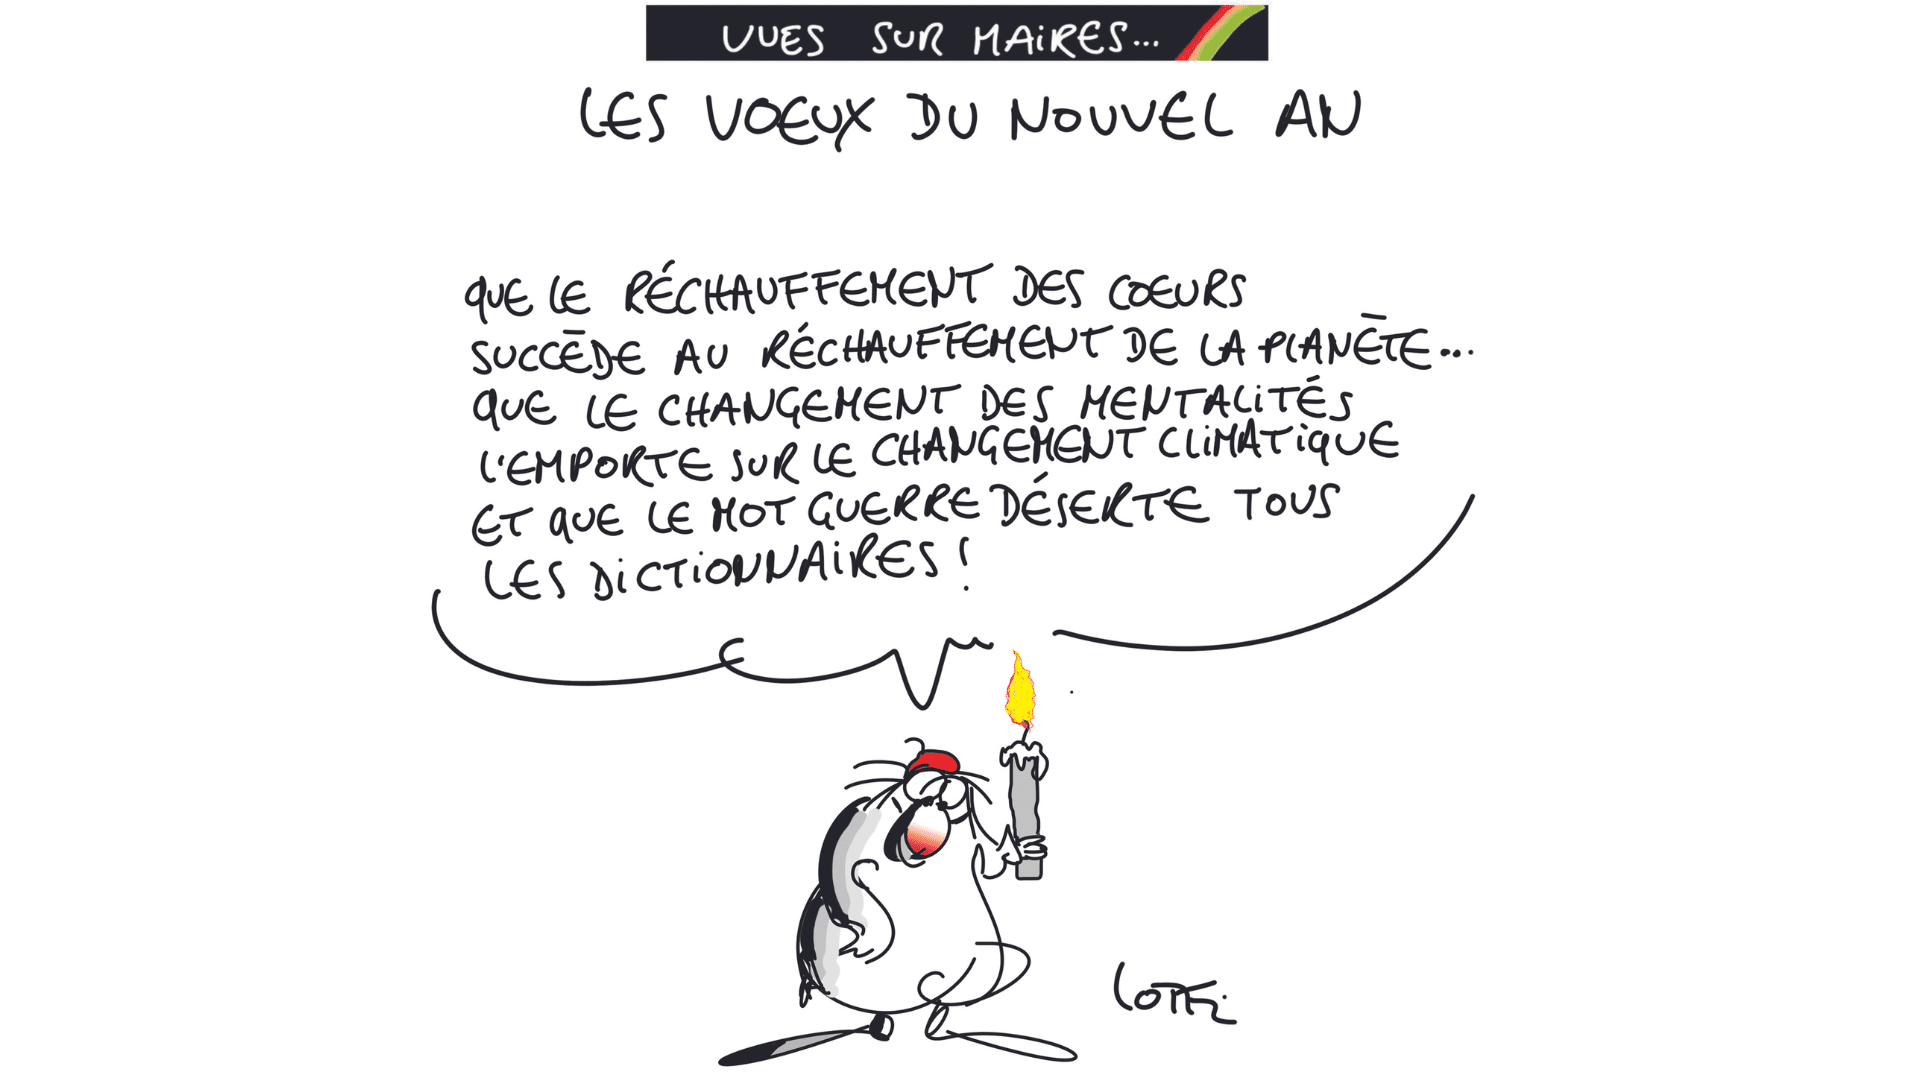 VUES SUR MAIRES...
LES VOEUX DU NOUVEL AN
QUE LE RÉCHAUFFEMENT DES COEURS
SUCCÈDE AU RÉCHAUFFEMENT DE LA PLANÈTE...
QUE LE CHANGEMENT DES MENTALITÉS
L'EMPORTE SUR LE CHANGEMENT CLIMATIQUE
ET QUE LE MOT GUERRE DÉSERTE TOUS
LES DICTIONNAIRES !